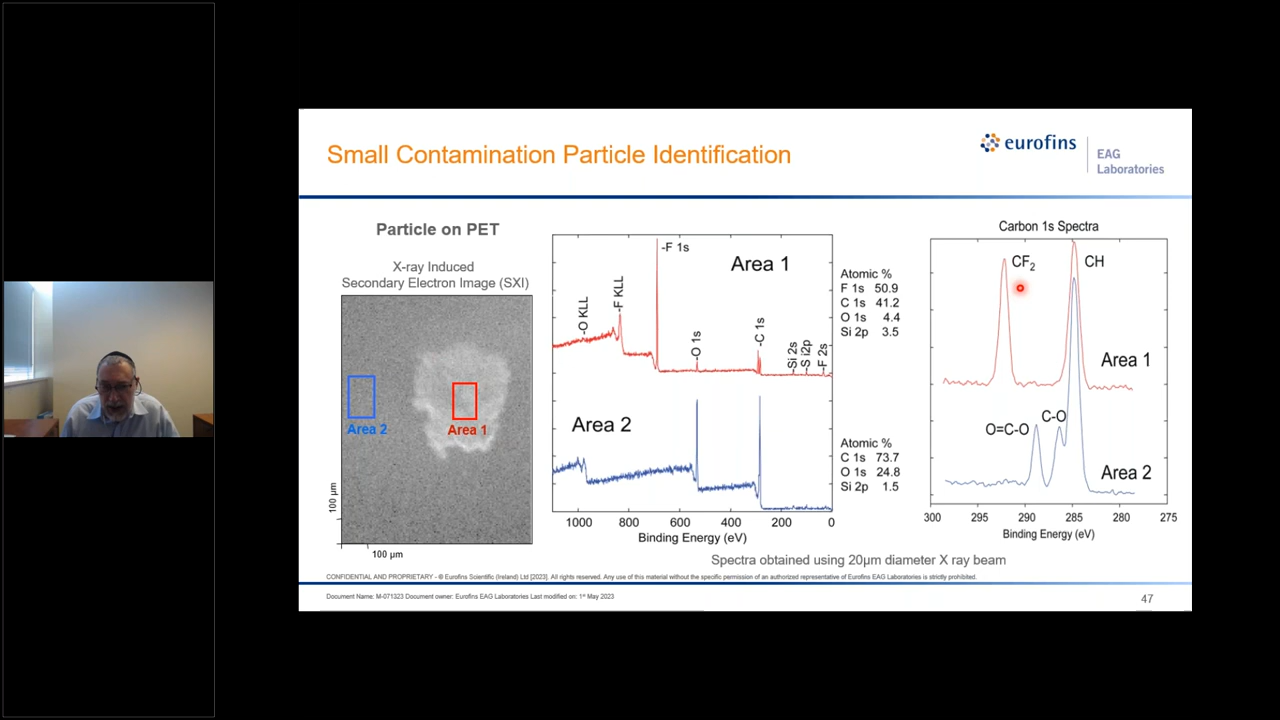 Small Contamination Particle Identification
eurofins
EAG
Laboratories
Particle on PET
X-ray Induced
Secondary Electron Image (SXI)
Area 2
Area 1
100 µm
100 µm
-O KLL
-F KLL
-F 1s
Area 1
-O 1s
-C 1s
-Si 2s
-S i2p
-F 2s
Area 2
1000
800
600
400
200
0
Binding Energy (eV)
Atomic %
F 1s 50.9
C 1s 41.2
O 1s 4.4
Si 2p 3.5
Atomic %
C 1s 73.7
O 1s 24.8
Si 2p 1.5
Carbon 1s Spectra
CF₂
CH
Area 1
C-O
O=C-O
Area 2
300
295
290
285
280
275
Binding Energy (eV)
Spectra obtained using 20µm diameter X ray beam
CONFIDENTIAL AND PROPRIETARY - © Eurofins Scientific (Ireland) Ltd [2023]. All rights reserved. Any use of this material without the specific permission of an authorized representative of Eurofins EAG Laboratories is strictly prohibited.
Document Name: M-071323 Document owner: Eurofins EAG Laboratories Last modified on: 1st May 2023
47